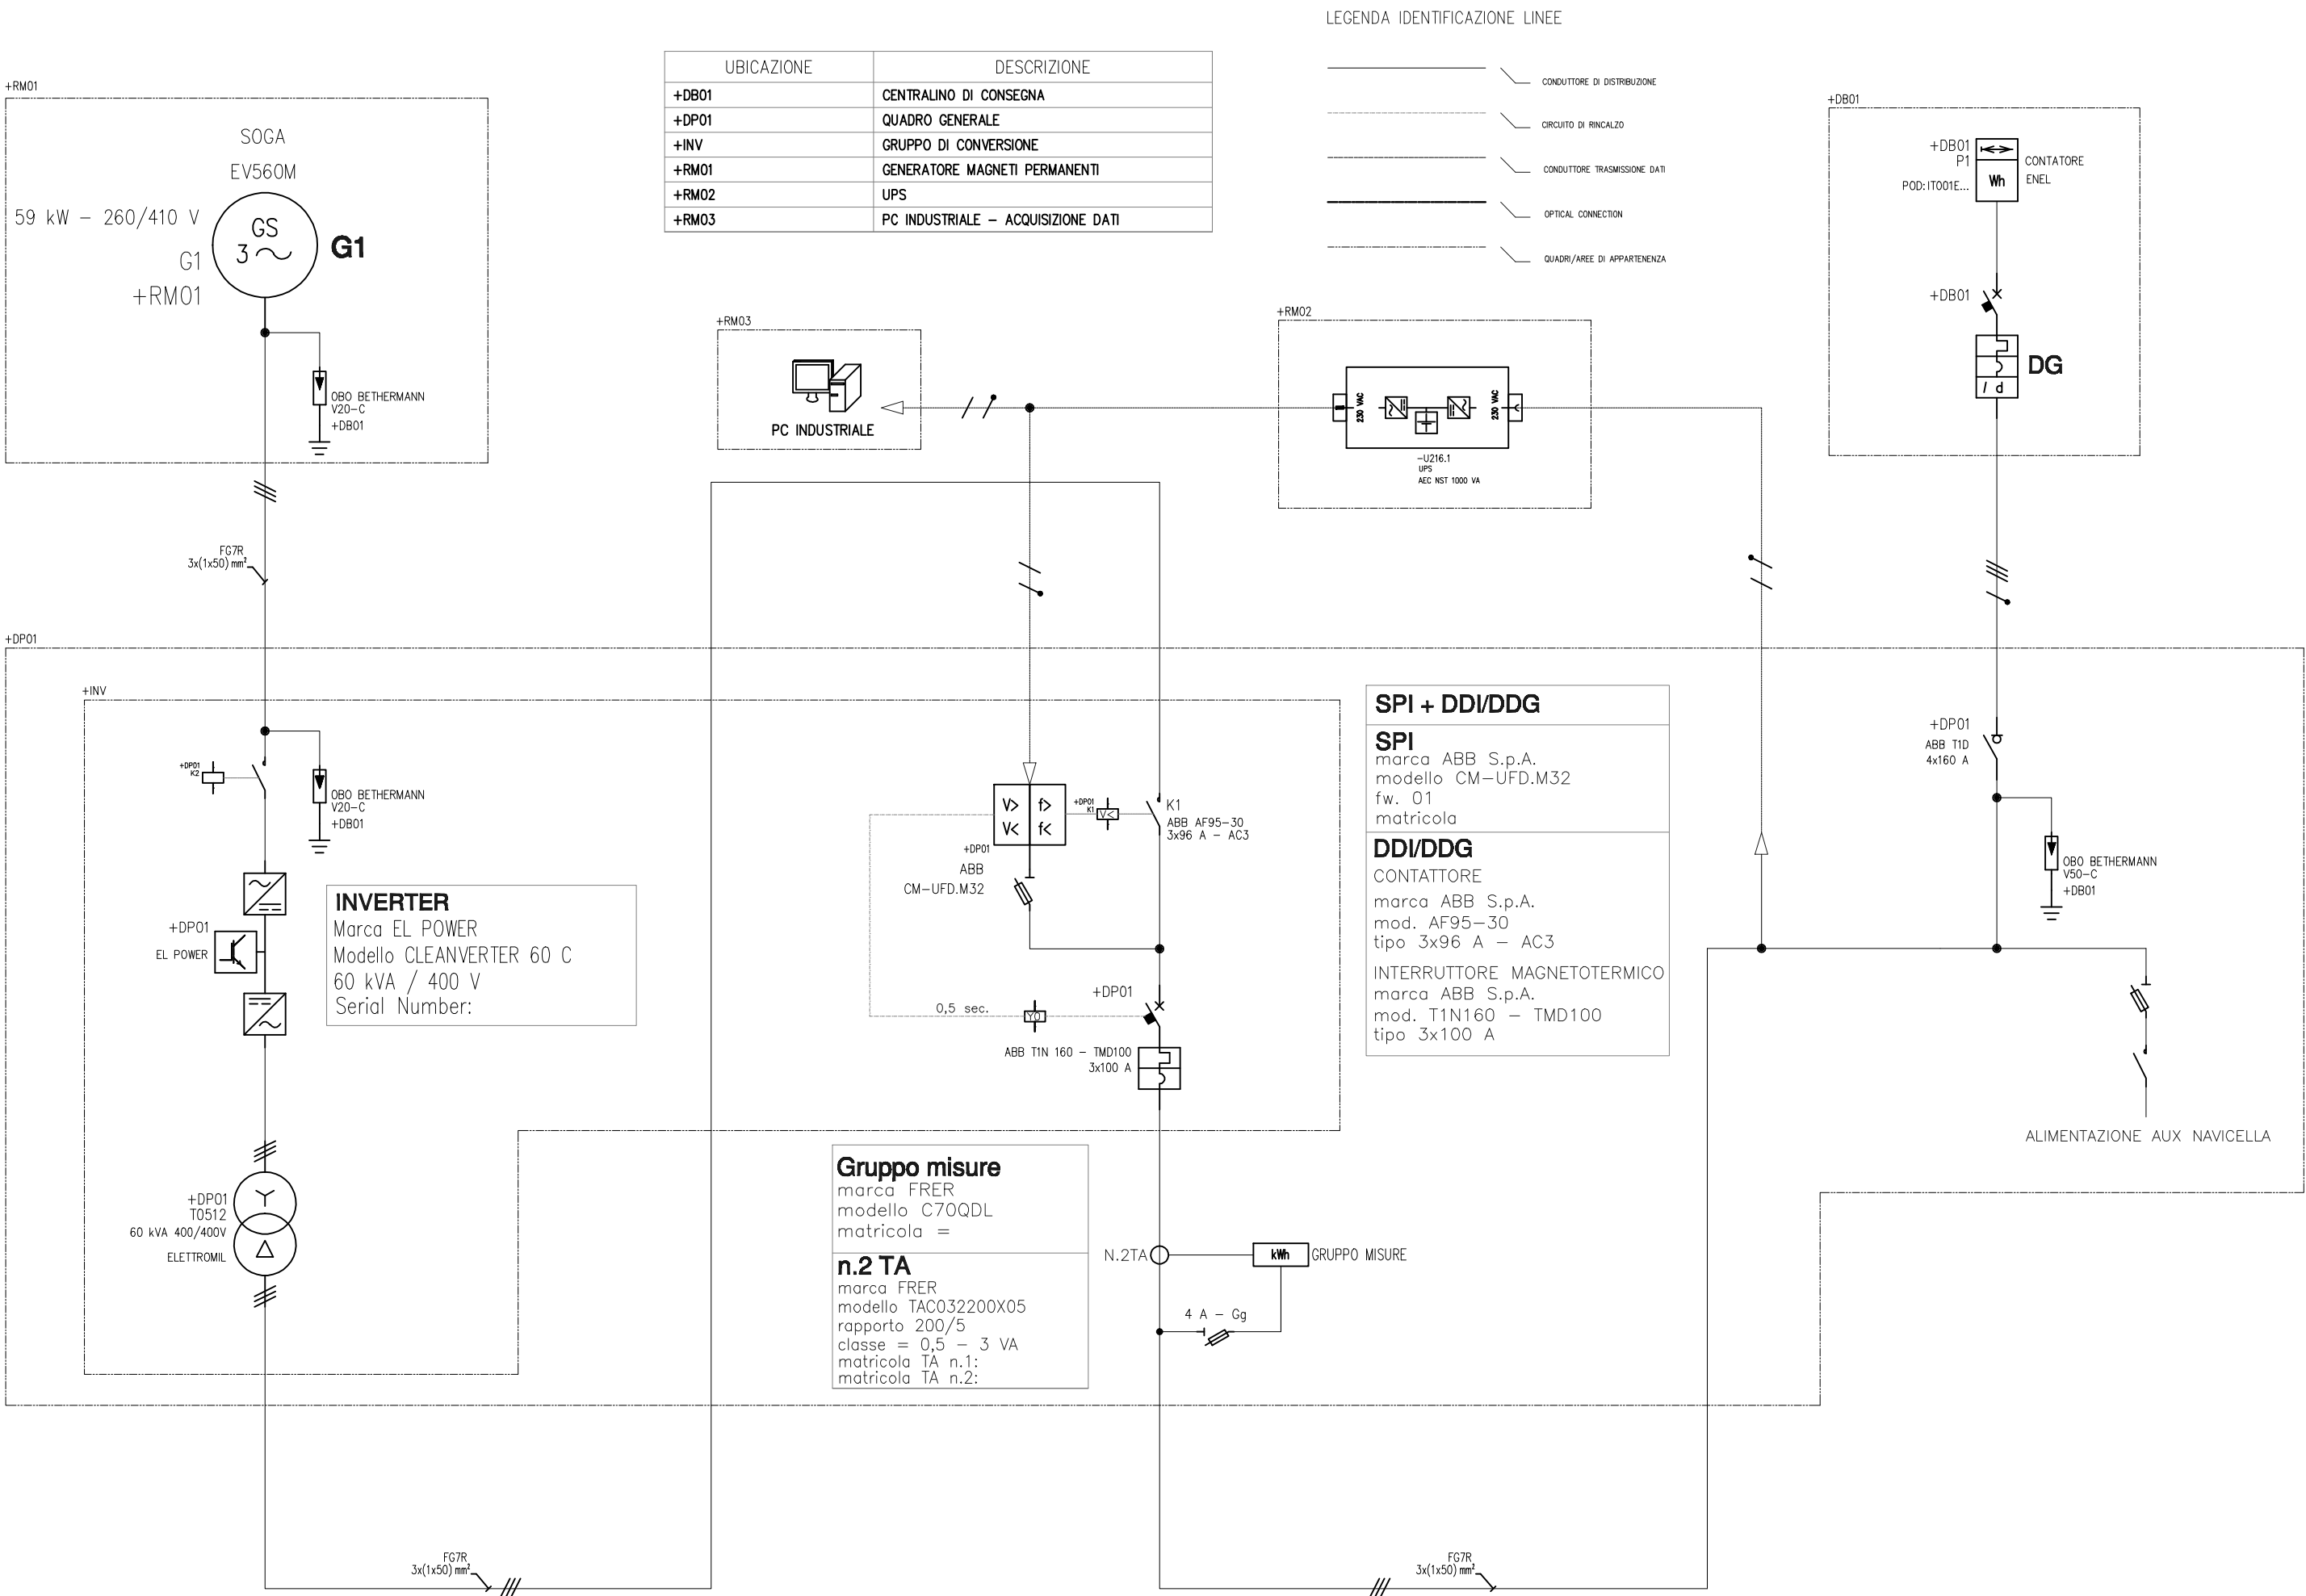 LEGENDA IDENTIFICAZIONE LINEE
CONDUTTORE DI DISTRIBUZIONE
CIRCUITO DI RINCALZO
CONDUTTORE TRASMISSIONE DATI
OPTICAL CONNECTION
QUADRI/AREE DI APPARTENENZA
UBICAZIONE DESCRIZIONE
+DB01 CENTRALINO DI CONSEGNA
+DP01 QUADRO GENERALE
+INV GRUPPO DI CONVERSIONE
+RM01 GENERATORE MAGNETI PERMANENTI
+RM02 UPS
+RM03 PC INDUSTRIALE – ACQUISIZIONE DATI
+RM01
SOGA
EV560M
59 kW – 260/410 V
GS
3
G1
G1
+RM01
OBO BETHERMANN
V20-C
+DB01
FG7R
3x(1x50) mm²
+RM03
PC INDUSTRIALE
+RM02
230 VAC
230 VAC
-U216.1
UPS
AEC NST 1000 VA
+DB01
+DB01
P1
POD: IT001E...
Wh
CONTATORE
ENEL
+DB01
I d
DG
+DP01
+INV
+DP01
K2
OBO BETHERMANN
V20-C
+DB01
+DP01
EL POWER
INVERTER
Marca EL POWER
Modello CLEANVERTER 60 C
60 kVA / 400 V
Serial Number:
+DP01
T0512
60 kVA 400/400V
ELETTROMIL
V> f>
V< f<
+DP01
K1
V<
K1
ABB AF95-30
3x96 A – AC3
+DP01
ABB
CM-UFD.M32
0,5 sec.
Y0
+DP01
ABB T1N 160 – TMD100
3x100 A
SPI + DDI/DDG
SPI
marca ABB S.p.A.
modello CM-UFD.M32
fw. 01
matricola
DDI/DDG
CONTATTORE
marca ABB S.p.A.
mod. AF95-30
tipo 3x96 A – AC3
INTERRUTTORE MAGNETOTERMICO
marca ABB S.p.A.
mod. T1N160 – TMD100
tipo 3x100 A
+DP01
ABB T1D
4x160 A
OBO BETHERMANN
V50-C
+DB01
ALIMENTAZIONE AUX NAVICELLA
Gruppo misure
marca FRER
modello C70QDL
matricola =
n.2 TA
marca FRER
modello TAC032200X05
rapporto 200/5
classe = 0,5 – 3 VA
matricola TA n.1:
matricola TA n.2:
N.2TA
kWh
GRUPPO MISURE
4 A – Gg
FG7R
3x(1x50) mm²
FG7R
3x(1x50) mm²